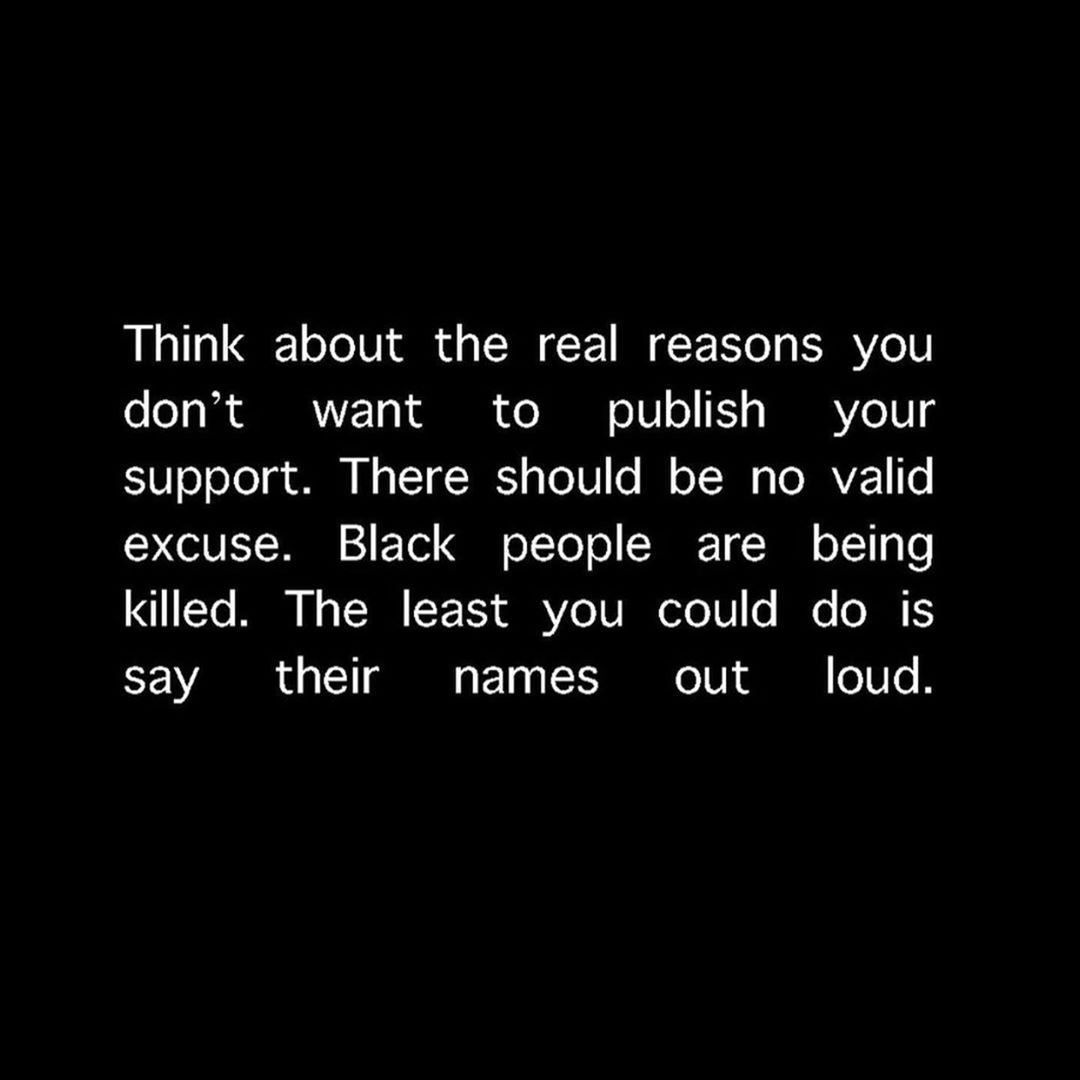 Think about the real reasons you
don’t want to publish your
support. There should be no valid
excuse. Black people are being
killed. The least you could do is
say their names out loud.